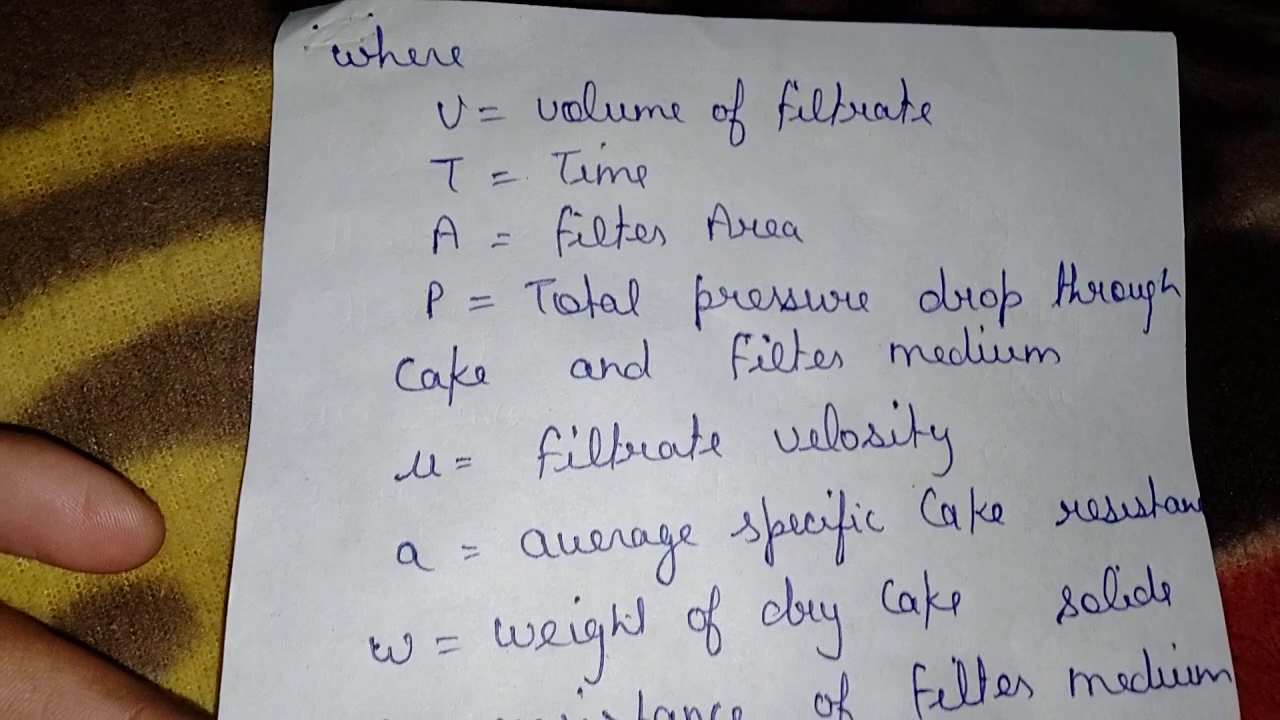 where
V = volume of filtrate
T = Time
A = filter Area
P = Total pressure drop through
Cake and filter medium
u = filtrate velosity
a = average specific Cake resistan
w = weight of dry Cake solids
of filter medium